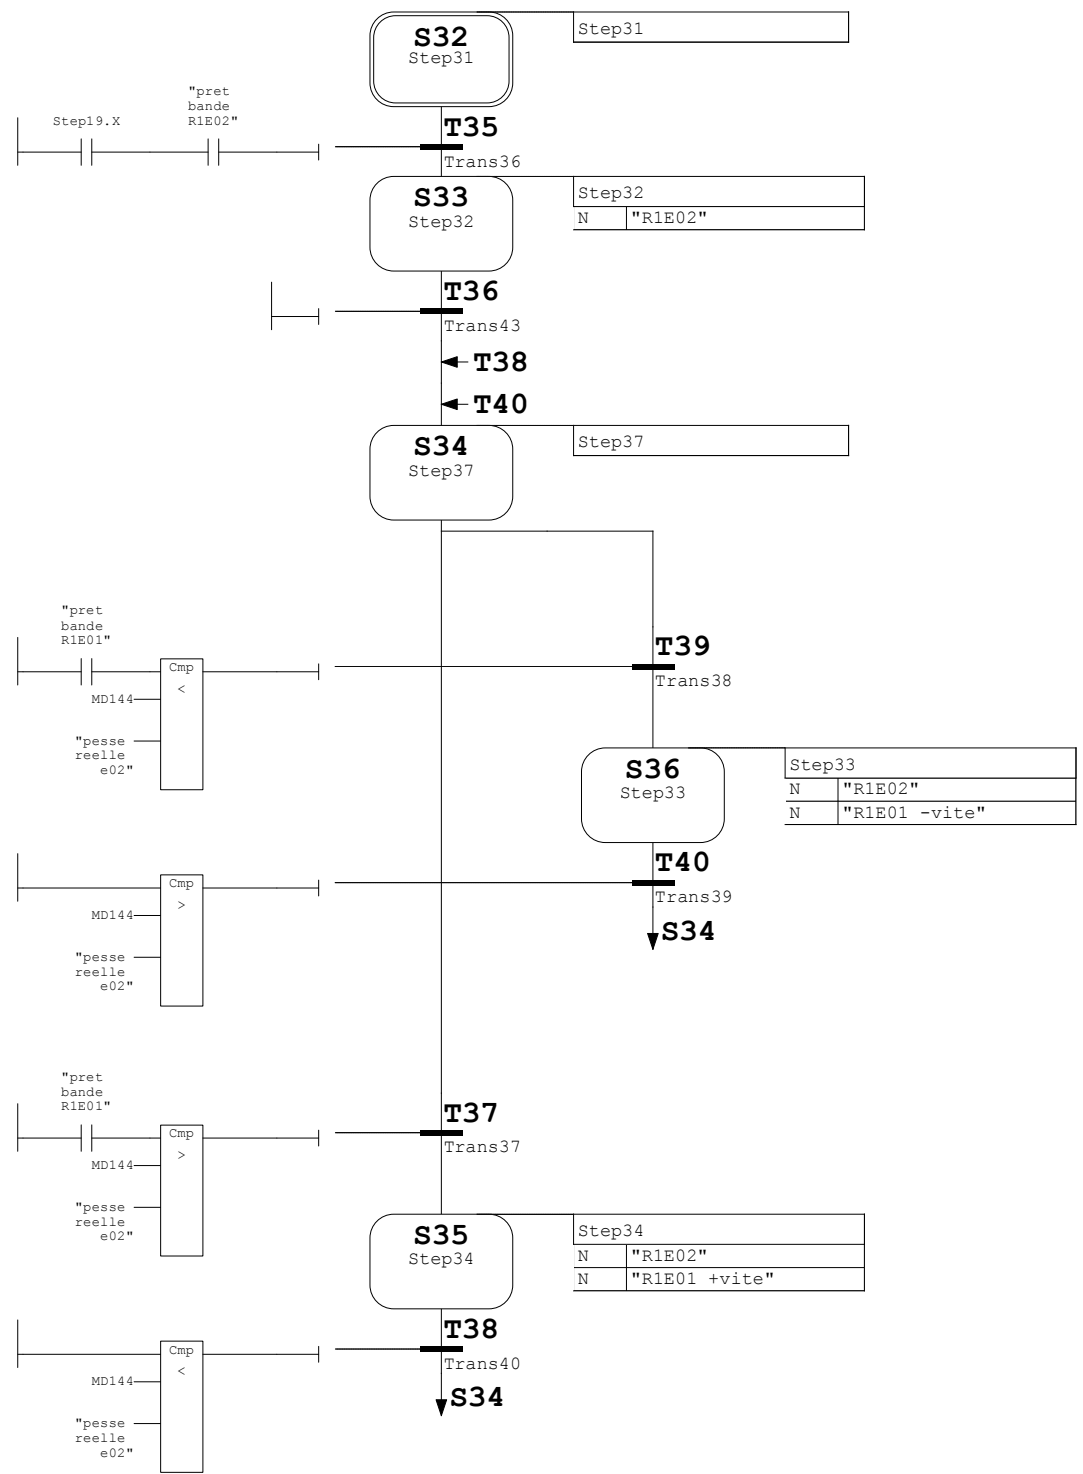 S32
Step31
Step31
Step19.X
"pret
bande
R1E02"
T35
Trans36
S33
Step32
Step32
N "R1E02"
T36
Trans43
T38
T40
S34
Step37
Step37
"pret
bande
R1E01"
Cmp
<
MD144
"pesse
reelle
e02"
T39
Trans38
S36
Step33
Step33
N "R1E02"
N "R1E01 -vite"
Cmp
>
MD144
"pesse
reelle
e02"
T40
Trans39
S34
"pret
bande
R1E01"
Cmp
>
MD144
"pesse
reelle
e02"
T37
Trans37
S35
Step34
Step34
N "R1E02"
N "R1E01 +vite"
Cmp
<
MD144
"pesse
reelle
e02"
T38
Trans40
S34